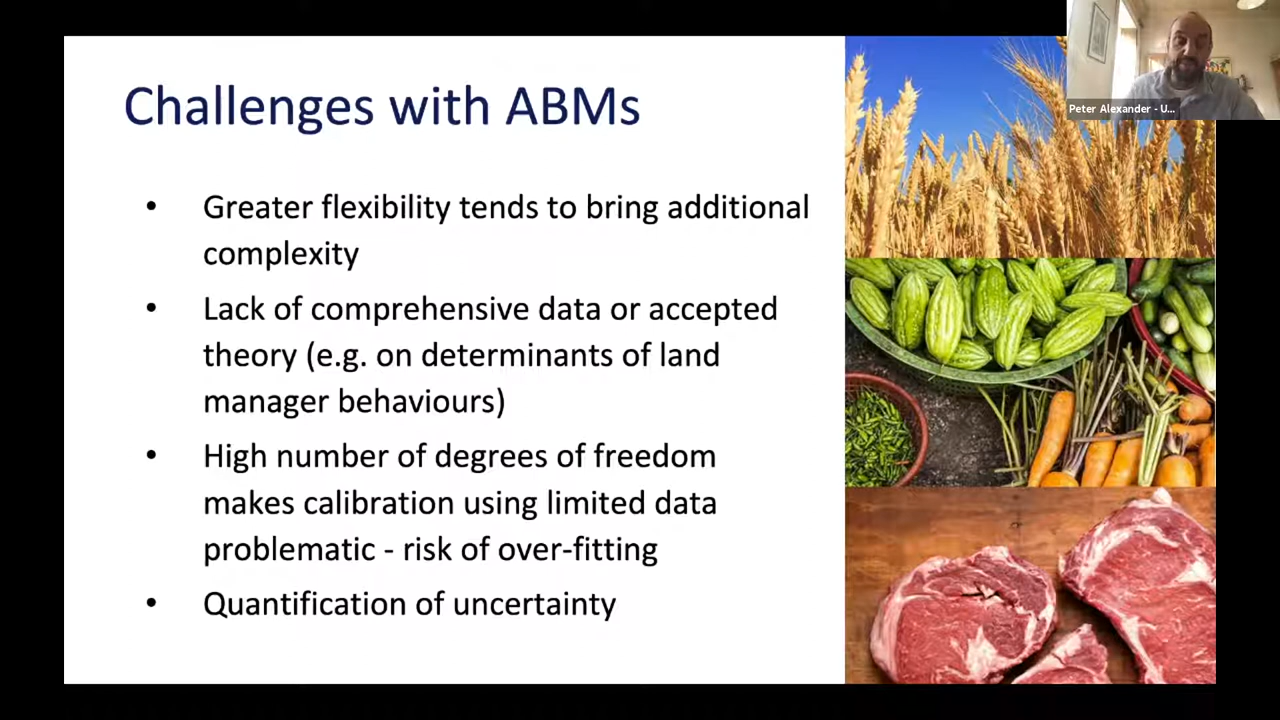 Challenges with ABMs
Peter Alexander - U...
• Greater flexibility tends to bring additional
complexity
• Lack of comprehensive data or accepted
theory (e.g. on determinants of land
manager behaviours)
• High number of degrees of freedom
makes calibration using limited data
problematic - risk of over-fitting
• Quantification of uncertainty